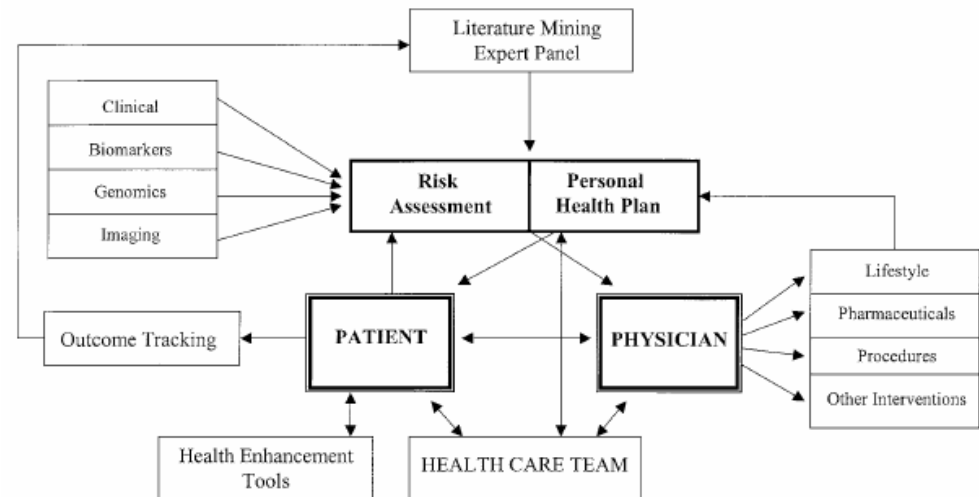 Literature Mining
Expert Panel
Clinical
Biomarkers
Genomics
Imaging
Risk
Assessment
Personal
Health Plan
Lifestyle
Pharmaceuticals
Procedures
Other Interventions
Outcome Tracking
PATIENT
PHYSICIAN
Health Enhancement
Tools
HEALTH CARE TEAM